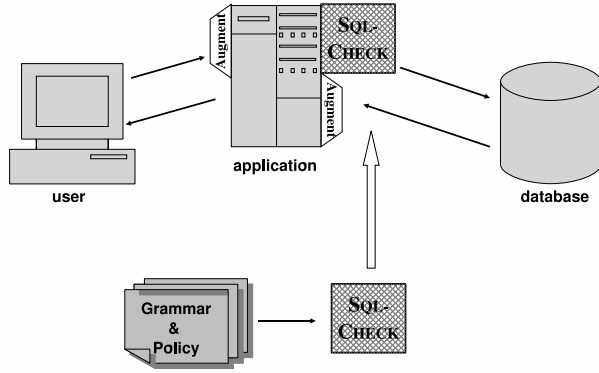 Augment
SQL-
CHECK
Augment
application
user
database
Grammar
&
Policy
SQL-
CHECK